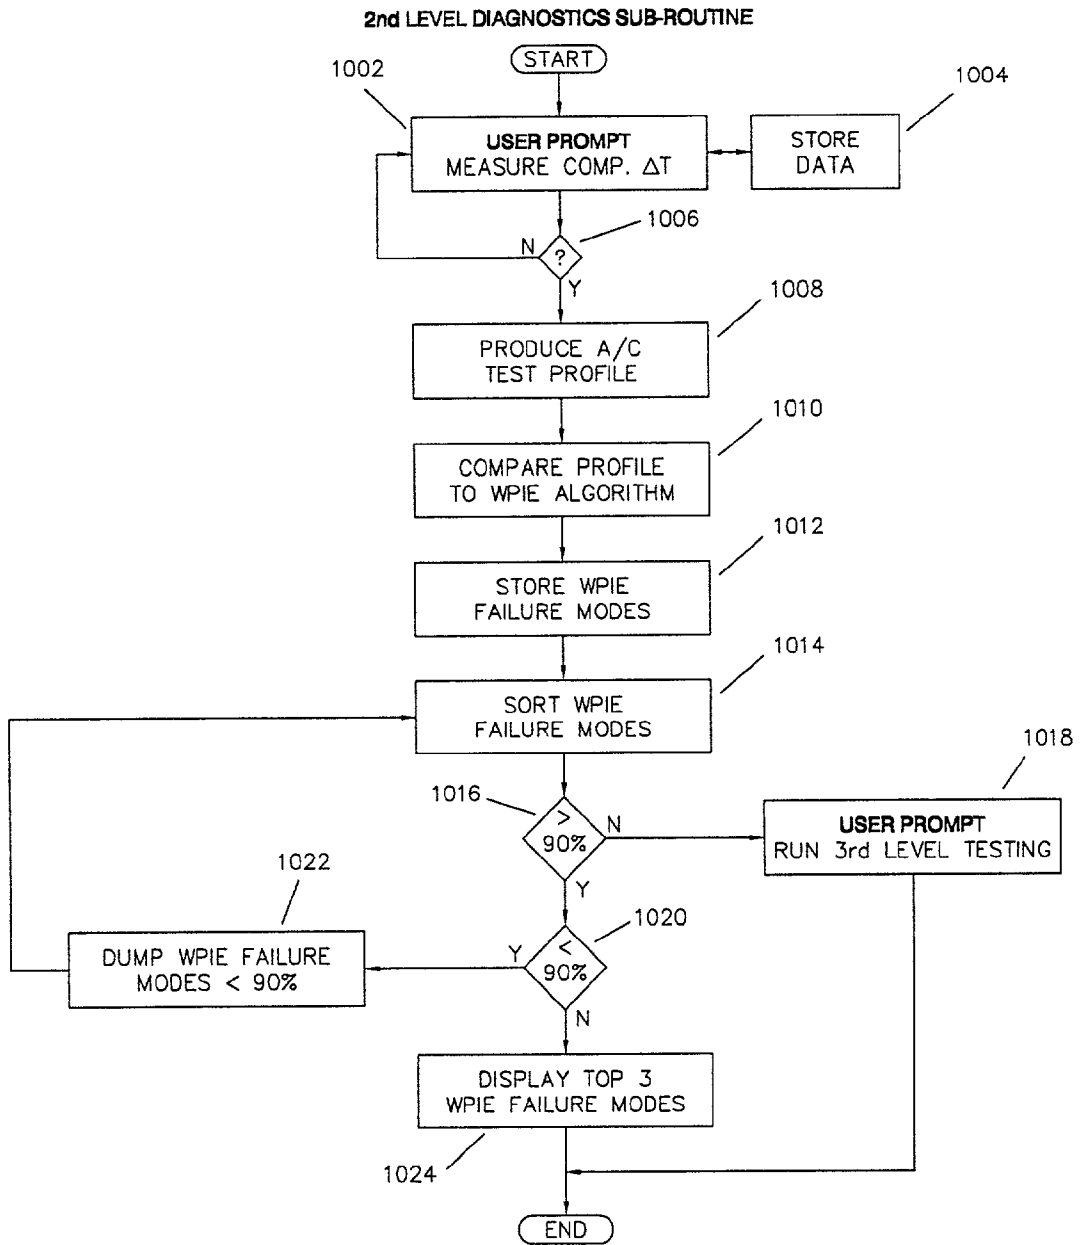 2nd LEVEL DIAGNOSTICS SUB-ROUTINE
START
1002
1004
USER PROMPT
MEASURE COMP. ΔT
STORE
DATA
1006
N
?
Y
1008
PRODUCE A/C
TEST PROFILE
1010
COMPARE PROFILE
TO WPIE ALGORITHM
1012
STORE WPIE
FAILURE MODES
1014
SORT WPIE
FAILURE MODES
1018
1016
>
90%
N
Y
USER PROMPT
RUN 3rd LEVEL TESTING
1022
1020
DUMP WPIE FAILURE
MODES < 90%
Y
<
90%
N
DISPLAY TOP 3
WPIE FAILURE MODES
1024
END